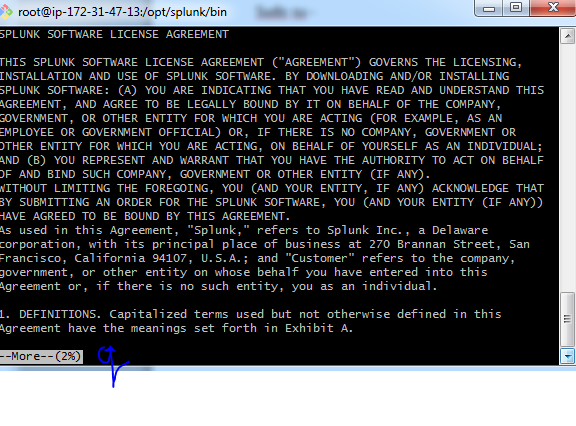 root@ip-172-31-47-13:/opt/splunk/bin
SPLUNK SOFTWARE LICENSE AGREEMENT
THIS SPLUNK SOFTWARE LICENSE AGREEMENT ("AGREEMENT") GOVERNS THE LICENSING,
INSTALLATION AND USE OF SPLUNK SOFTWARE. BY DOWNLOADING AND/OR INSTALLING
SPLUNK SOFTWARE: (A) YOU ARE INDICATING THAT YOU HAVE READ AND UNDERSTAND THIS
AGREEMENT, AND AGREE TO BE LEGALLY BOUND BY IT ON BEHALF OF THE COMPANY,
GOVERNMENT, OR OTHER ENTITY FOR WHICH YOU ARE ACTING (FOR EXAMPLE, AS AN
EMPLOYEE OR GOVERNMENT OFFICIAL) OR, IF THERE IS NO COMPANY, GOVERNMENT OR
OTHER ENTITY FOR WHICH YOU ARE ACTING, ON BEHALF OF YOURSELF AS AN INDIVIDUAL;
AND (B) YOU REPRESENT AND WARRANT THAT YOU HAVE THE AUTHORITY TO ACT ON BEHALF
OF AND BIND SUCH COMPANY, GOVERNMENT OR OTHER ENTITY (IF ANY).
WITHOUT LIMITING THE FOREGOING, YOU (AND YOUR ENTITY, IF ANY) ACKNOWLEDGE THAT
BY SUBMITTING AN ORDER FOR THE SPLUNK SOFTWARE, YOU (AND YOUR ENTITY (IF ANY))
HAVE AGREED TO BE BOUND BY THIS AGREEMENT.
As used in this Agreement, "Splunk," refers to Splunk Inc., a Delaware
corporation, with its principal place of business at 270 Brannan Street, San
Francisco, California 94107, U.S.A.; and "Customer" refers to the company,
government, or other entity on whose behalf you have entered into this
Agreement or, if there is no such entity, you as an individual.
1. DEFINITIONS. Capitalized terms used but not otherwise defined in this
Agreement have the meanings set forth in Exhibit A.
--More--(2%)